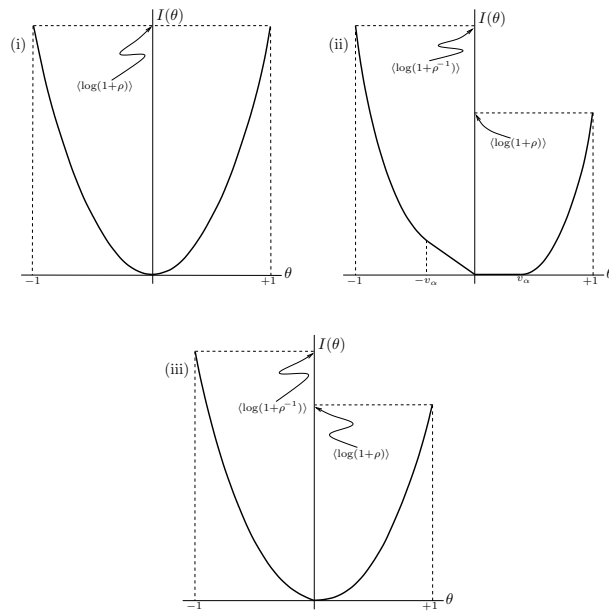 (i)
I(θ)
⟨log(1+ρ)⟩
−1
+1
θ
(ii)
I(θ)
⟨log(1+ρ⁻¹)⟩
⟨log(1+ρ)⟩
−1
−v_α
v_α
+1
θ
(iii)
I(θ)
⟨log(1+ρ⁻¹)⟩
⟨log(1+ρ)⟩
−1
+1
θ